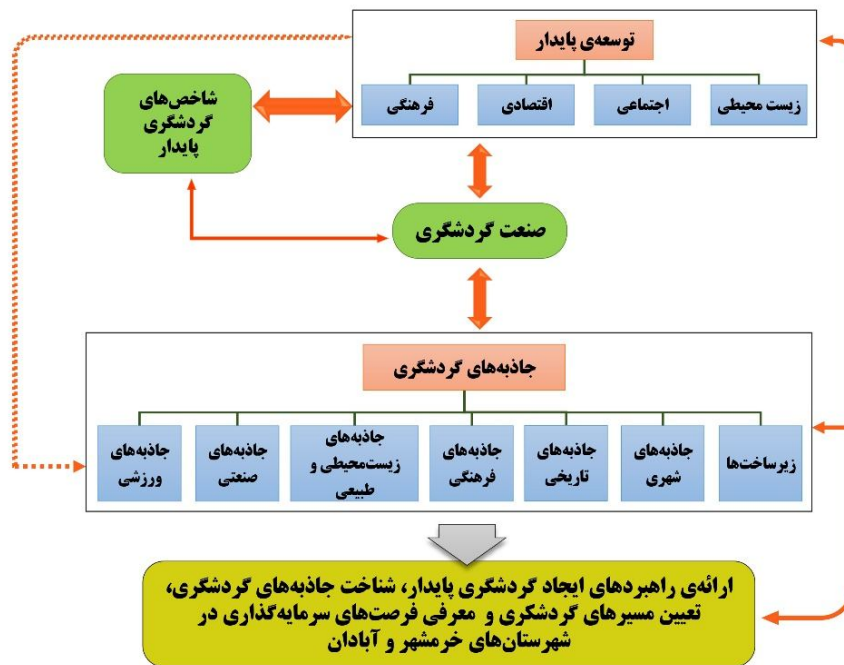 توسعه‌ی پایدار
زیست محیطی
اجتماعی
اقتصادی
فرهنگی
شاخص‌های
گردشگری
پایدار
صنعت گردشگری
جاذبه‌های گردشگری
زیرساخت‌ها
جاذبه‌های
شهری
جاذبه‌های
تاریخی
جاذبه‌های
فرهنگی
جاذبه‌های
زیست‌محیطی و
طبیعی
جاذبه‌های
صنعتی
جاذبه‌های
ورزشی
ارائه‌ی راهبردهای ایجاد گردشگری پایدار، شناخت جاذبه‌های گردشگری،
تعیین مسیرهای گردشکری و معرفی فرصت‌های سرمایه‌گذاری در
شهرستان‌های خرمشهر و آبادان